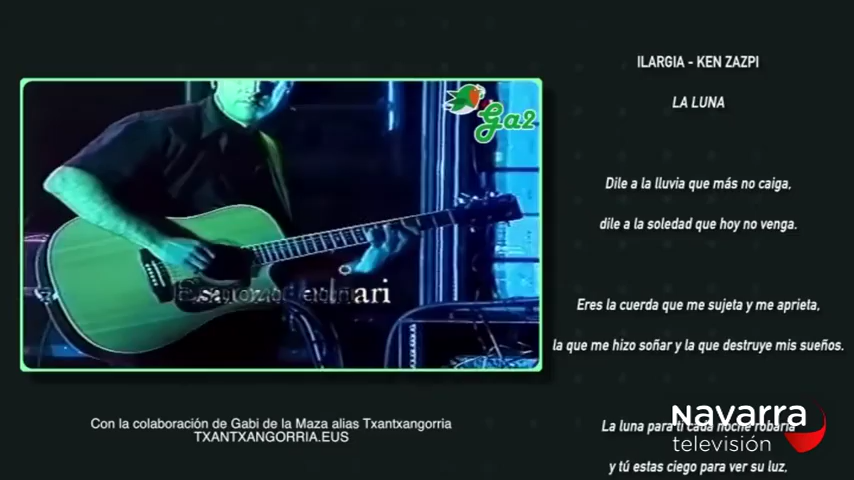 ILARGIA - KEN ZAZPI
LA LUNA
Dile a la lluvia que más no caiga,
dile a la soledad que hoy no venga.
Eres la cuerda que me sujeta y me aprieta,
la que me hizo soñar y la que destruye mis sueños.
La luna para ti cada noche robaría
y tú estas ciego para ver su luz,
Ga2
Con la colaboración de Gabi de la Maza alias Txantxangorria
TXANTXANGORRIA.EUS
Navarra
televisión